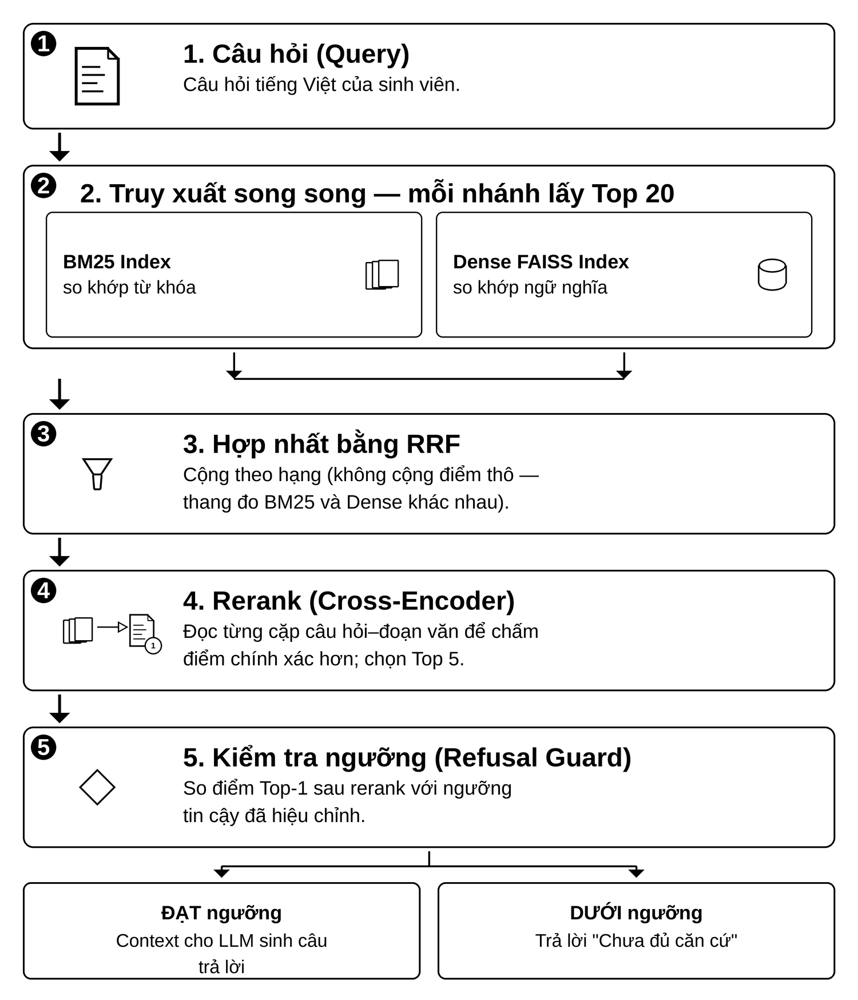 1
1. Câu hỏi (Query)
Câu hỏi tiếng Việt của sinh viên.
2
2. Truy xuất song song — mỗi nhánh lấy Top 20
BM25 Index
so khớp từ khóa
Dense FAISS Index
so khớp ngữ nghĩa
3
3. Hợp nhất bằng RRF
Cộng theo hạng (không cộng điểm thô —
thang đo BM25 và Dense khác nhau).
4
4. Rerank (Cross-Encoder)
1
Đọc từng cặp câu hỏi–đoạn văn để chấm
điểm chính xác hơn; chọn Top 5.
5
5. Kiểm tra ngưỡng (Refusal Guard)
So điểm Top-1 sau rerank với ngưỡng
tin cậy đã hiệu chỉnh.
ĐẠT ngưỡng
Context cho LLM sinh câu
trả lời
DƯỚI ngưỡng
Trả lời "Chưa đủ căn cứ"